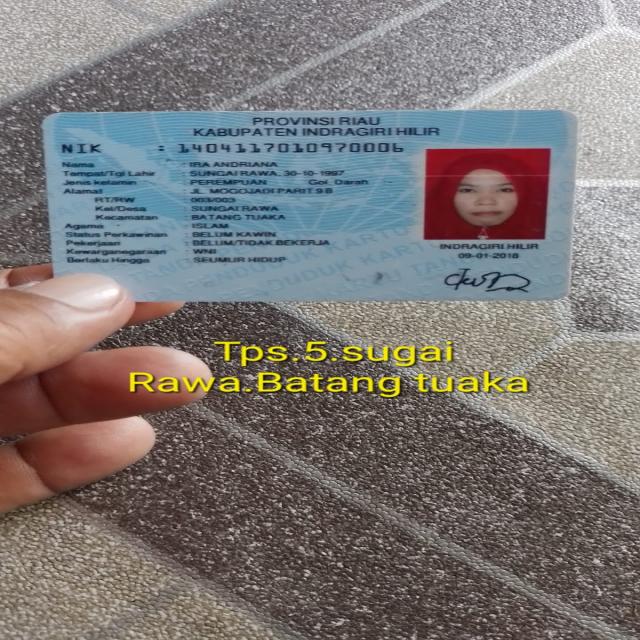 PROVINSI RIAU
KABUPATEN INDRAGIRI HILIR
NIK : 1404117010970006
Nama : IRA ANDRIANA
Tempat/Tgl Lahir : SUNGAI RAWA, 30-10-1997
Jenis kelamin : PEREMPUAN Gol. Darah
Alamat : JL. MOGOJADI PARIT 9 B
RT/RW : 003/003
Kel/Desa : SUNGAI RAWA
Kecamatan : BATANG TUAKA
Agama : ISLAM
Status Perkawinan : BELUM KAWIN
Pekerjaan : BELUM/TIDAK BEKERJA
Kewarganegaraan : WNI
Berlaku Hingga : SEUMUR HIDUP
INDRAGIRI HILIR
09-01-2018
Tps.5.sugai
Rawa.Batang tuaka